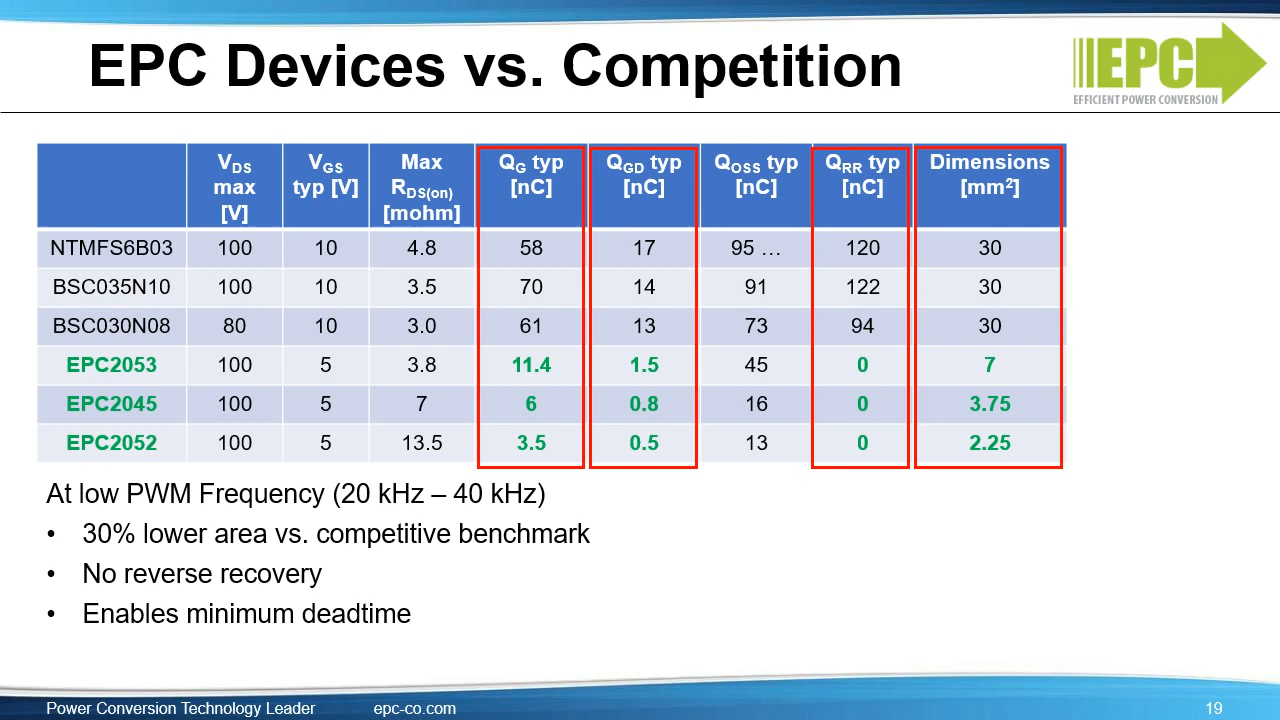 EPC Devices vs. Competition
EPC
EFFICIENT POWER CONVERSION
VDS max [V] VGS typ [V] Max RDS(on) [mohm] QG typ [nC] QGD typ [nC] QOSS typ [nC] QRR typ [nC] Dimensions [mm²]
NTMFS6B03 100 10 4.8 58 17 95 … 120 30
BSC035N10 100 10 3.5 70 14 91 122 30
BSC030N08 80 10 3.0 61 13 73 94 30
EPC2053 100 5 3.8 11.4 1.5 45 0 7
EPC2045 100 5 7 6 0.8 16 0 3.75
EPC2052 100 5 13.5 3.5 0.5 13 0 2.25
At low PWM Frequency (20 kHz – 40 kHz)
• 30% lower area vs. competitive benchmark
• No reverse recovery
• Enables minimum deadtime
Power Conversion Technology Leader epc-co.com 19